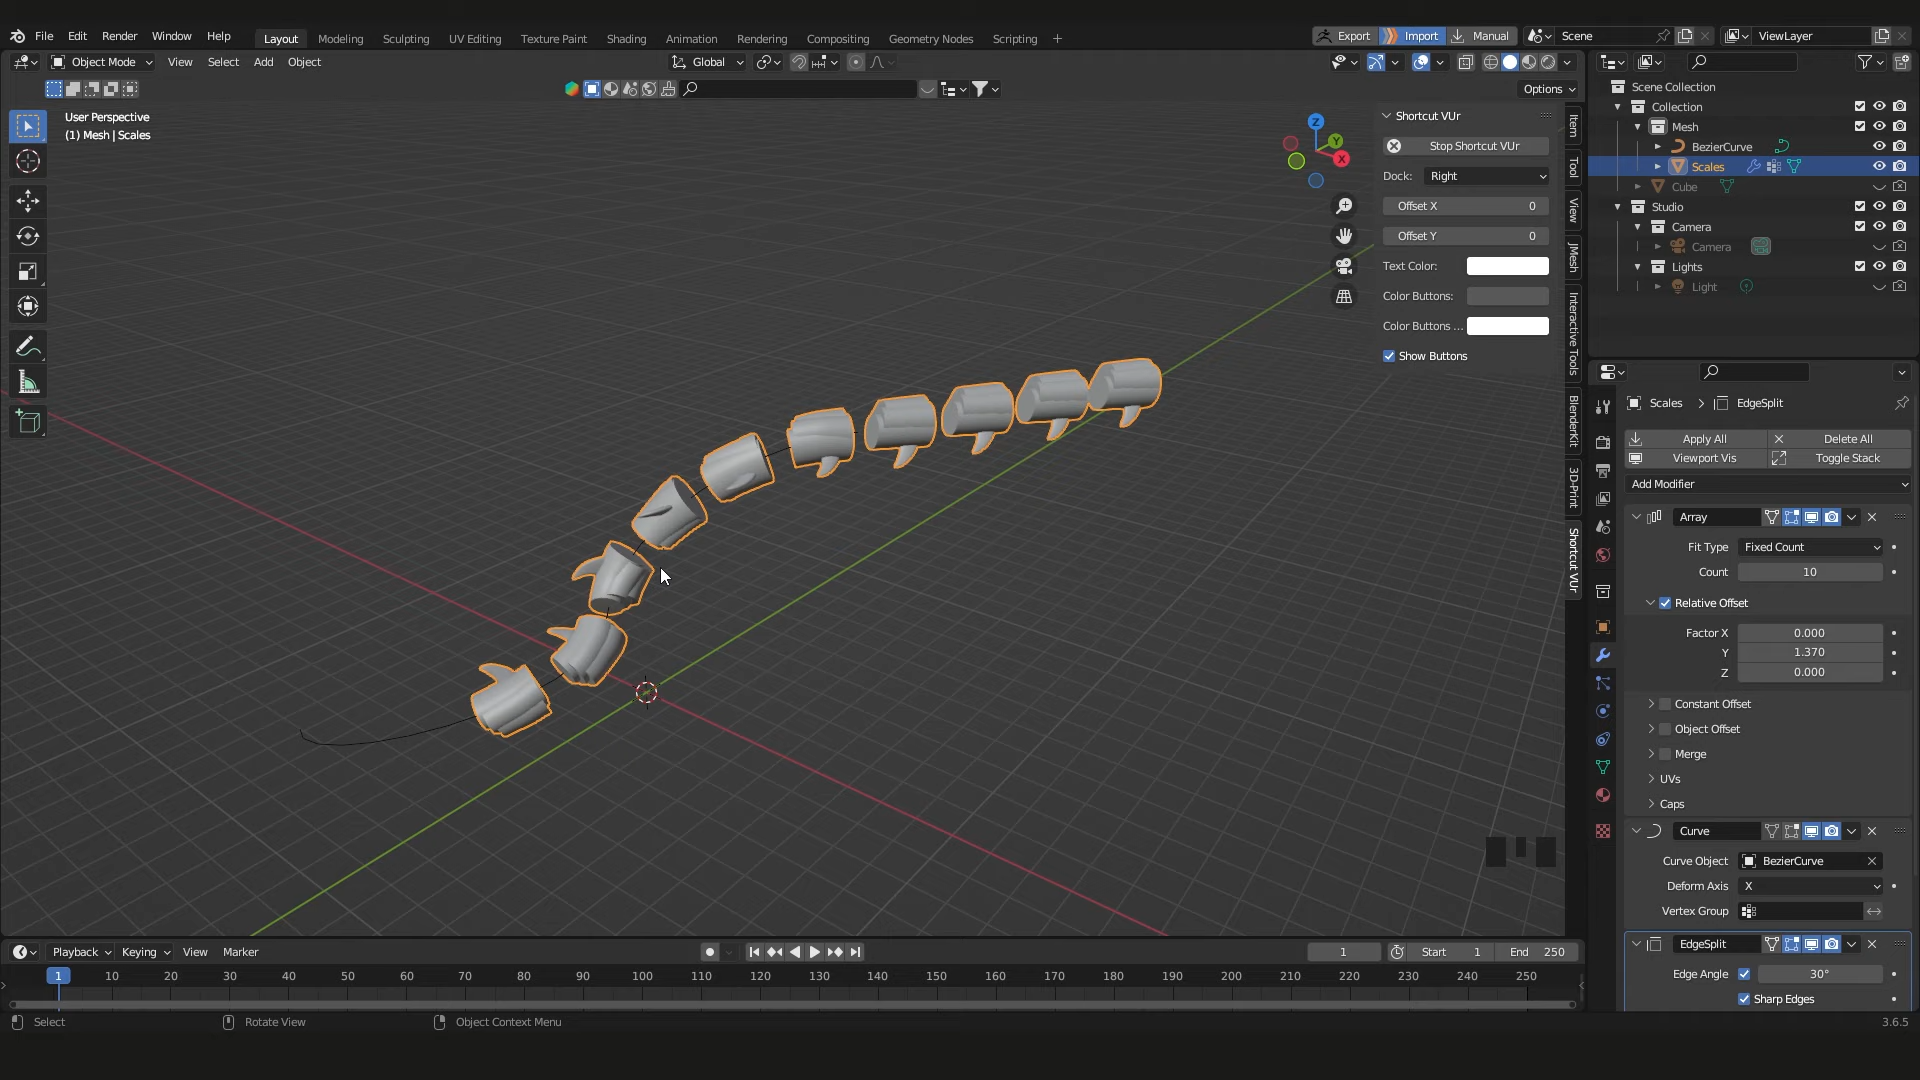 File Edit Render Window Help Layout Modeling Sculpting UV Editing Texture Paint Shading Animation Rendering Compositing Geometry Nodes Scripting + Export Import Manual Scene ViewLayer
Object Mode View Select Add Object Global
Options
User Perspective
(1) Mesh | Scales
Z
Y
X
Shortcut VUr
Stop Shortcut VUr
Dock: Right
Offset X 0
Offset Y 0
Text Color:
Color Buttons:
Color Buttons ...
Show Buttons
Item
Tool
View
JMesh
Interactive Tools
BlenderKit
3D-Print
Shortcut VUr
Scene Collection
Collection
Mesh
BezierCurve
Scales
Cube
Studio
Camera
Camera
Lights
Light
Scales > EdgeSplit
Apply All Delete All
Viewport Vis Toggle Stack
Add Modifier
Array
Fit Type Fixed Count
Count 10
Relative Offset
Factor X 0.000
Y 1.370
Z 0.000
Constant Offset
Object Offset
Merge
UVs
Caps
Curve
Curve Object BezierCurve
Deform Axis X
Vertex Group
EdgeSplit
Edge Angle 30°
Sharp Edges
Playback Keying View Marker 1 Start 1 End 250
1 10 20 30 40 50 60 70 80 90 100 110 120 130 140 150 160 170 180 190 200 210 220 230 240 250
Select Rotate View Object Context Menu 3.6.5